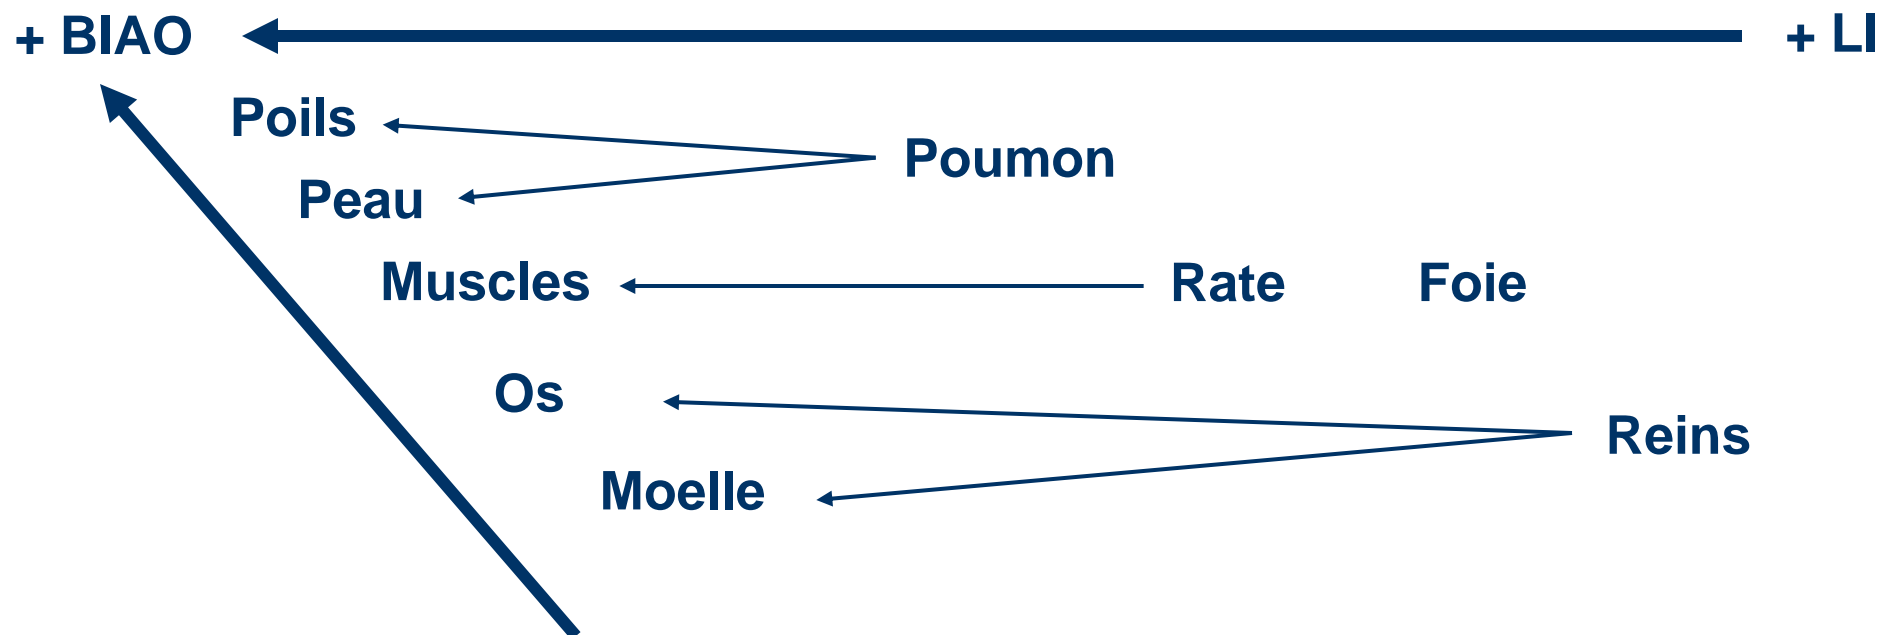 + BIAO + LI
Poils
Poumon
Peau
Muscles Rate Foie
Os
Reins
Moelle